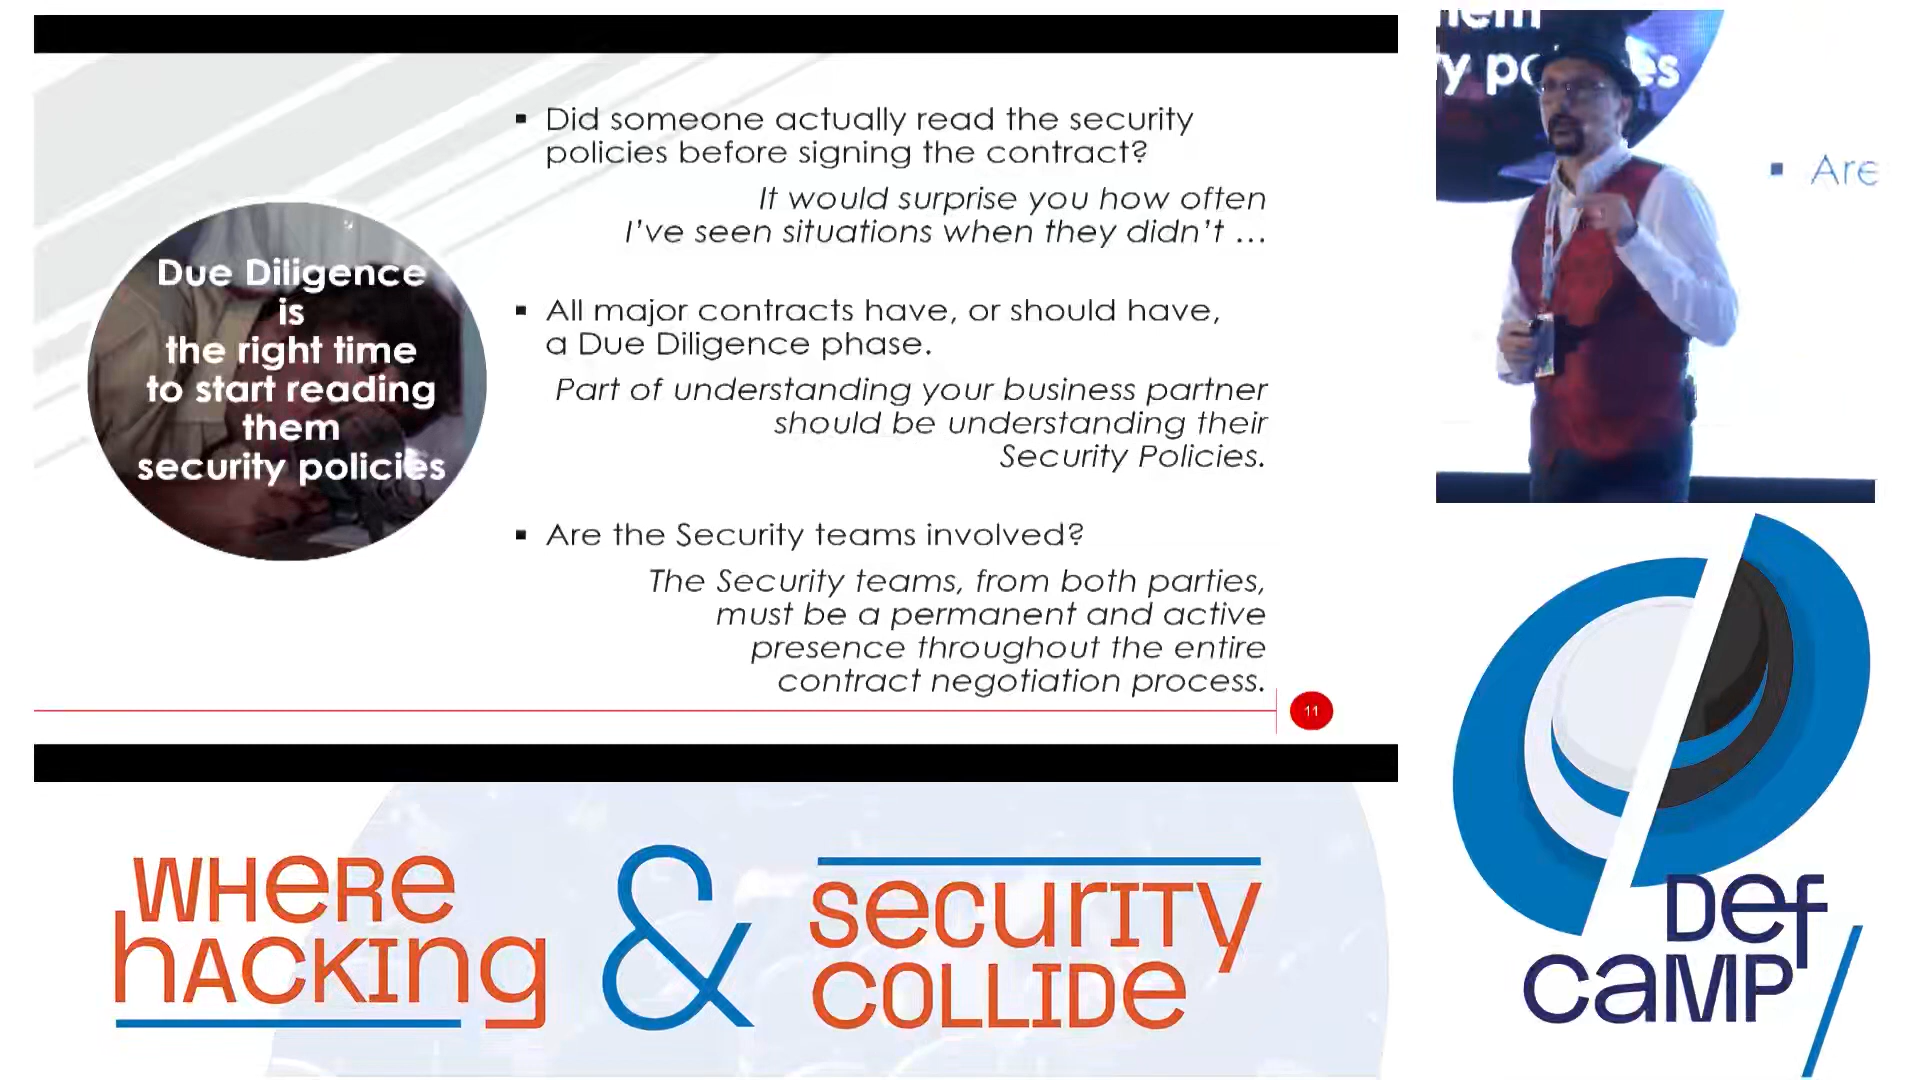 Due Diligence
is
the right time
to start reading
them
security policies
▪ Did someone actually read the security
policies before signing the contract?
It would surprise you how often
I've seen situations when they didn't ...
▪ All major contracts have, or should have,
a Due Diligence phase.
Part of understanding your business partner
should be understanding their
Security Policies.
▪ Are the Security teams involved?
The Security teams, from both parties,
must be a permanent and active
presence throughout the entire
contract negotiation process.
11
▪ Are
WHere
hACKINg
&
securITy
COLLIDe
Def
caMP